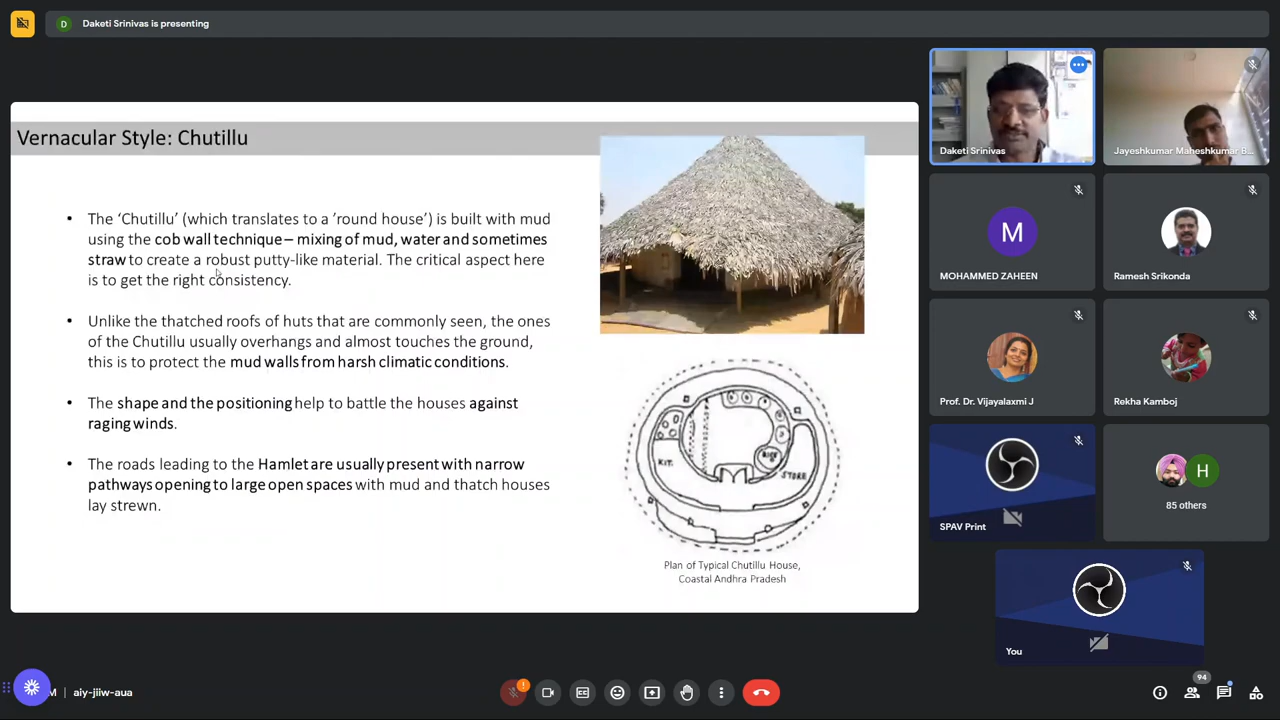 D
Daketi Srinivas is presenting
Vernacular Style: Chutillu
• The ‘Chutillu’ (which translates to a ’round house’) is built with mud
using the cob wall technique – mixing of mud, water and sometimes
straw to create a robust putty-like material. The critical aspect here
is to get the right consistency.
• Unlike the thatched roofs of huts that are commonly seen, the ones
of the Chutillu usually overhangs and almost touches the ground,
this is to protect the mud walls from harsh climatic conditions.
• The shape and the positioning help to battle the houses against
raging winds.
• The roads leading to the Hamlet are usually present with narrow
pathways opening to large open spaces with mud and thatch houses
lay strewn.
KIT.
STORE
Plan of Typical Chutillu House,
Coastal Andhra Pradesh
Daketi Srinivas
Jayeshkumar Maheshkumar B...
M
MOHAMMED ZAHEEN
Ramesh Srikonda
Prof. Dr. Vijayalaxmi J
Rekha Kamboj
SPAV Print
H
85 others
You
M | aiy-jiiw-aua
!
CC
94